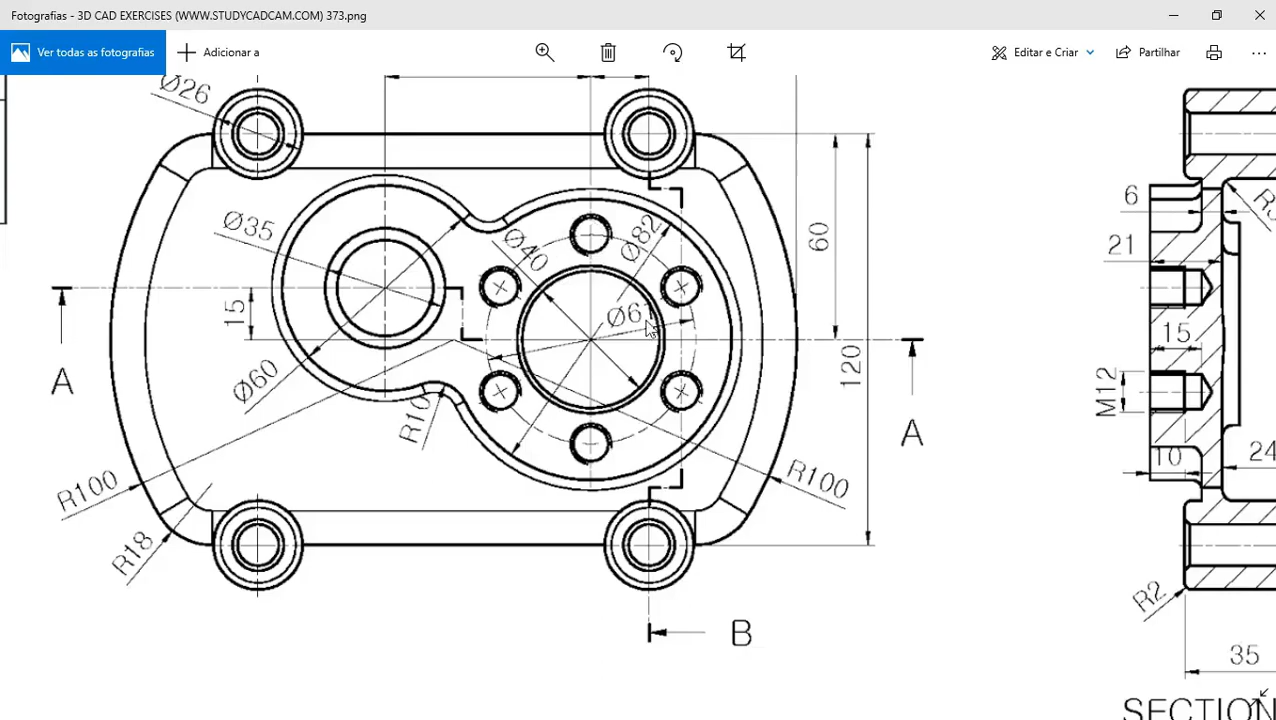 Fotografias - 3D CAD EXERCISES (WWW.STUDYCADCAM.COM) 373.png
Ver todas as fotografias
Adicionar a
Editar e Criar
Partilhar
Ø26
Ø35
Ø40
Ø82
Ø61
15
60
120
Ø60
R10
A
A
R100
R100
R18
B
6
21
15
M12
10
24
R2
35
SECTION